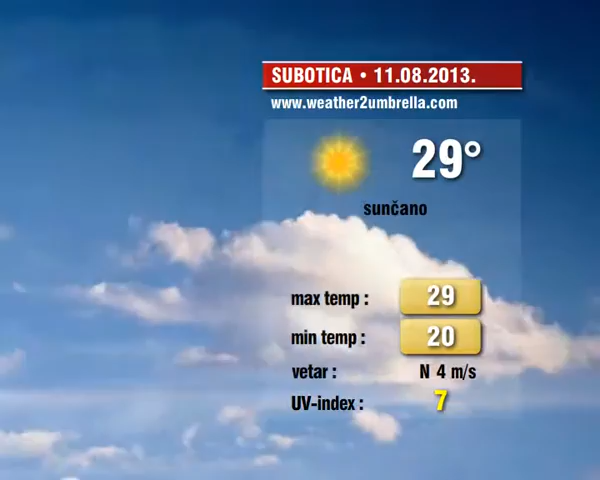 SUBOTICA • 11.08.2013.
www.weather2umbrella.com
29°
sunčano
max temp : 29
min temp : 20
vetar : N 4 m/s
UV-index : 7